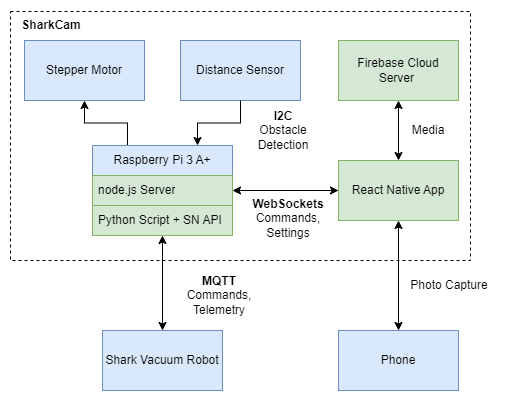 SharkCam
Stepper Motor
Distance Sensor
Firebase Cloud
Server
I2C
Obstacle
Detection
Media
Raspberry Pi 3 A+
node.js Server
Python Script + SN API
WebSockets
Commands,
Settings
React Native App
MQTT
Commands,
Telemetry
Photo Capture
Shark Vacuum Robot
Phone